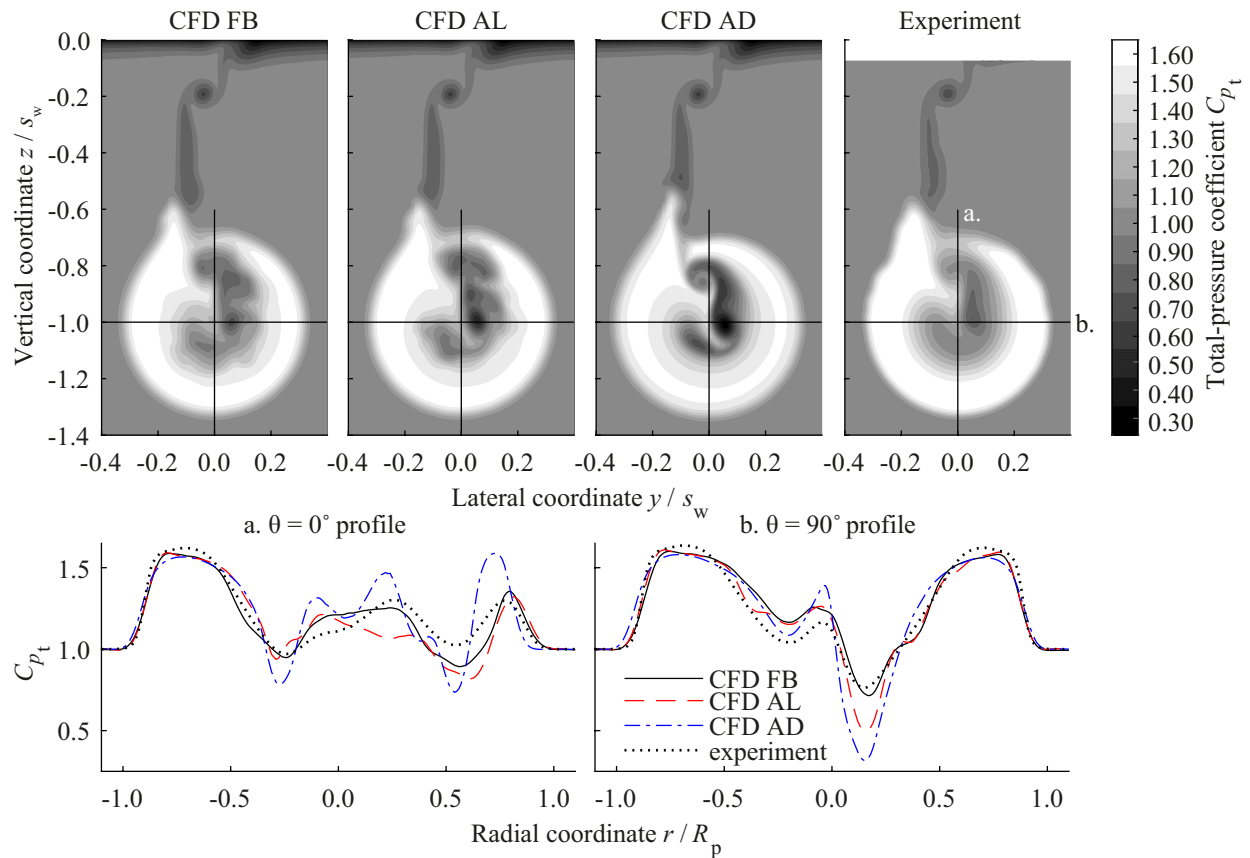 CFD FB CFD AL CFD AD Experiment
0.0
-0.2
-0.4
-0.6
-0.8
-1.0
-1.2
-1.4
Vertical coordinate z / s_w
a.
b.
1.60
1.50
1.40
1.30
1.20
1.10
1.00
0.90
0.80
0.70
0.60
0.50
0.40
0.30
Total-pressure coefficient C_{p_t}
-0.4 -0.2 0.0 0.2 -0.4 -0.2 0.0 0.2 -0.4 -0.2 0.0 0.2 -0.4 -0.2 0.0 0.2
Lateral coordinate y / s_w
a. θ = 0° profile b. θ = 90° profile
1.5
1.0
0.5
C_{p_t}
CFD FB
CFD AL
CFD AD
experiment
-1.0 -0.5 0.0 0.5 1.0 -1.0 -0.5 0.0 0.5 1.0
Radial coordinate r / R_p